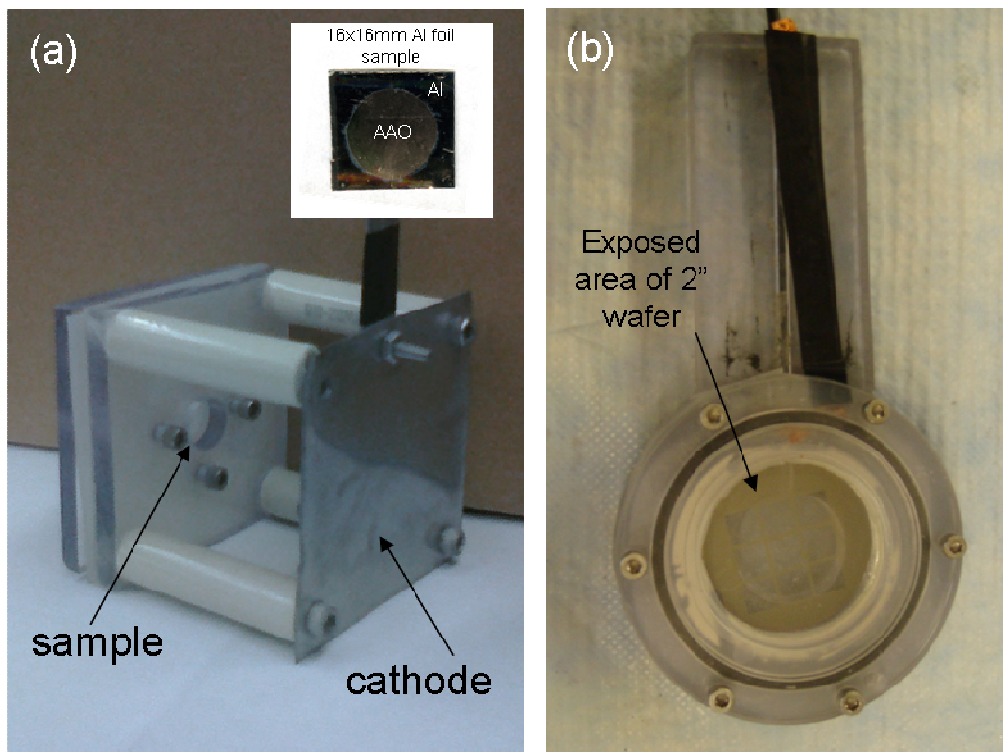 (a)
16x16mm Al foil
sample
Al
AAO
sample
cathode
(b)
Exposed
area of 2”
wafer